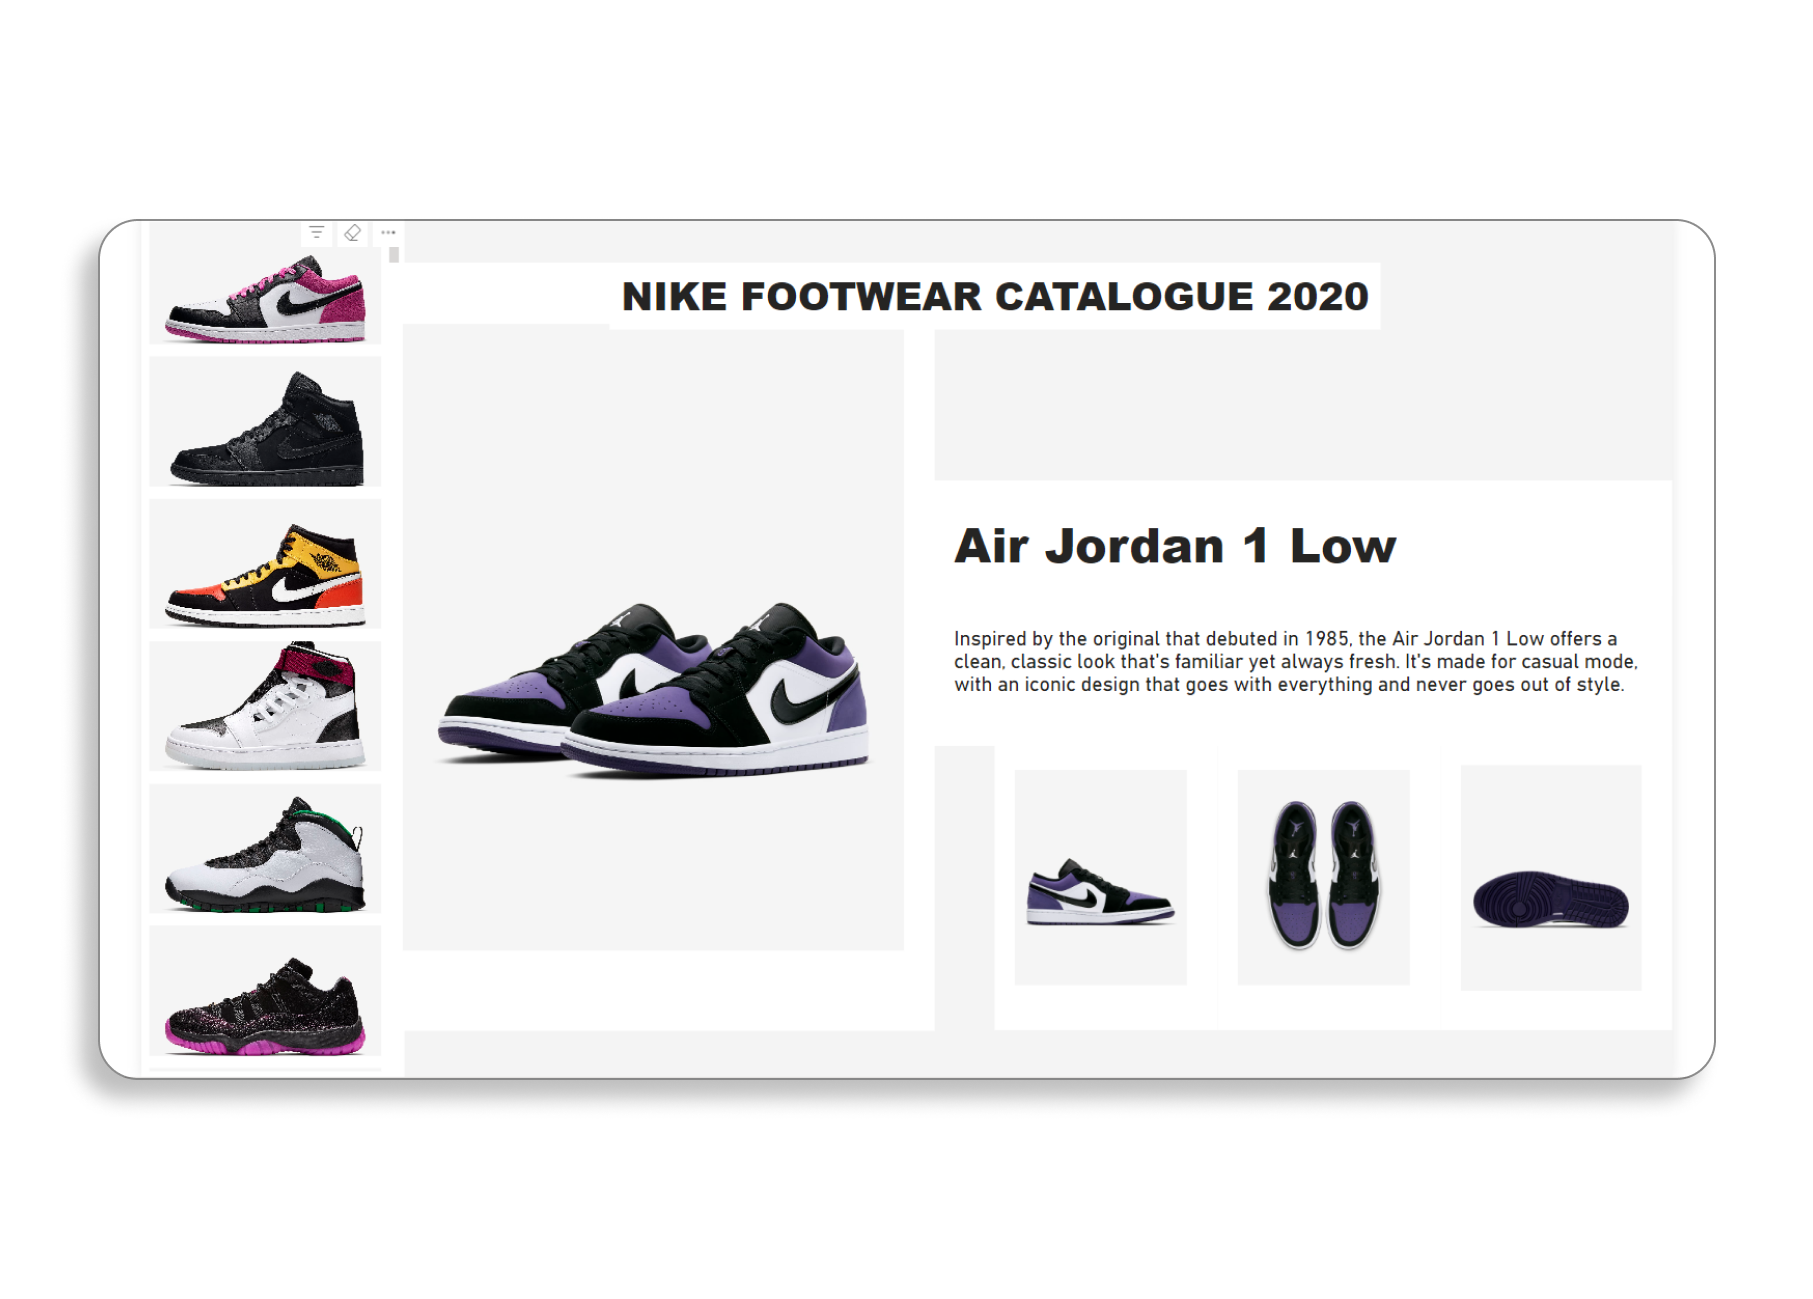 NIKE FOOTWEAR CATALOGUE 2020
Air Jordan 1 Low
Inspired by the original that debuted in 1985, the Air Jordan 1 Low offers a
clean, classic look that's familiar yet always fresh. It's made for casual mode,
with an iconic design that goes with everything and never goes out of style.